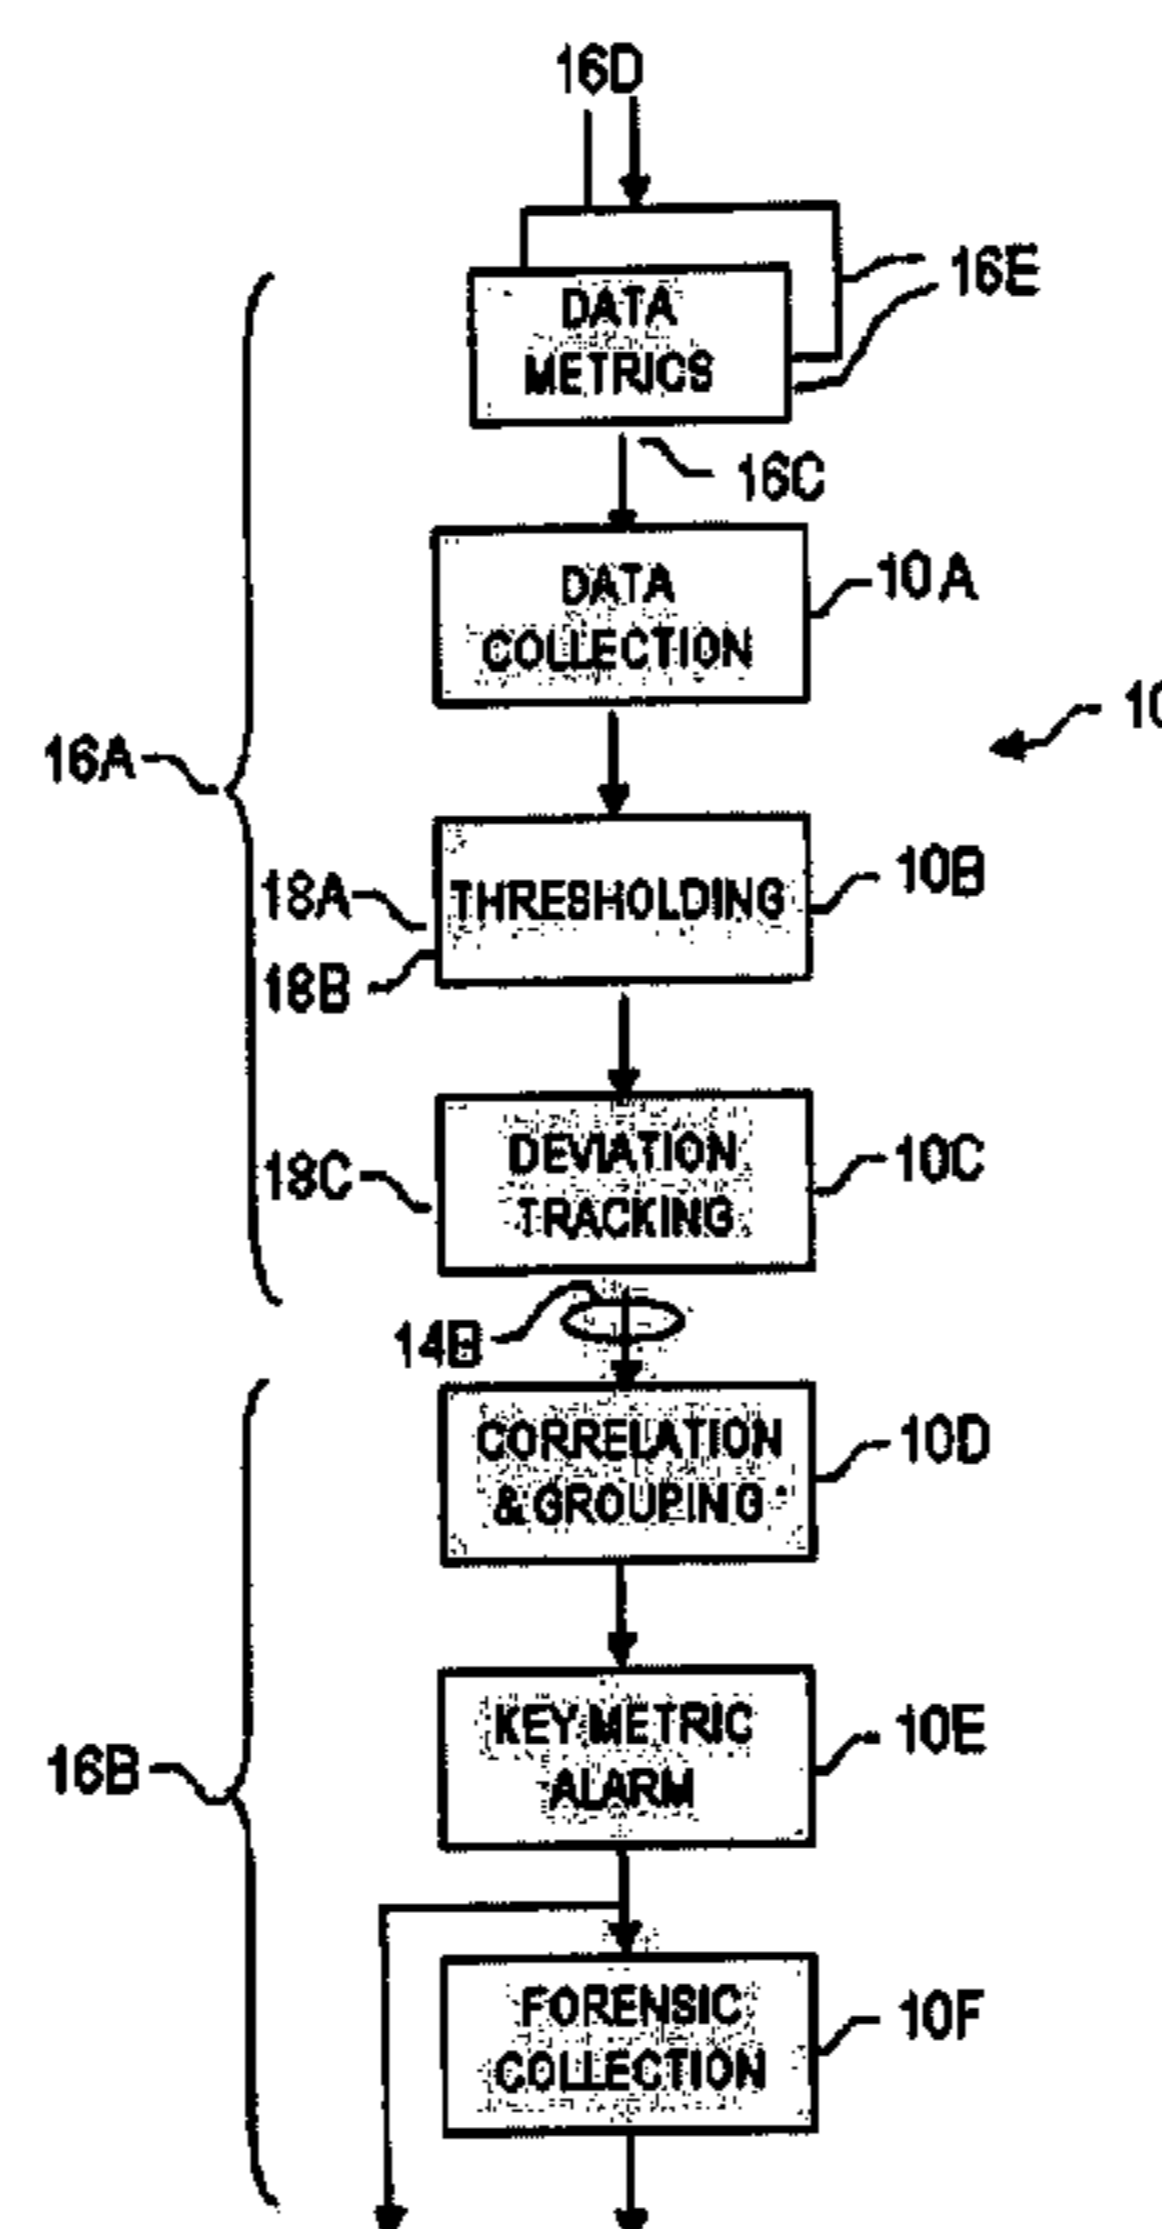 16D
16E
DATA
METRICS
16C
DATA
COLLECTION
10A
10
16A
THRESHOLDING
10B
18A
18B
DEVIATION
TRACKING
10C
18C
14B
CORRELATION
& GROUPING
10D
KEY METRIC
ALARM
10E
16B
FORENSIC
COLLECTION
10F